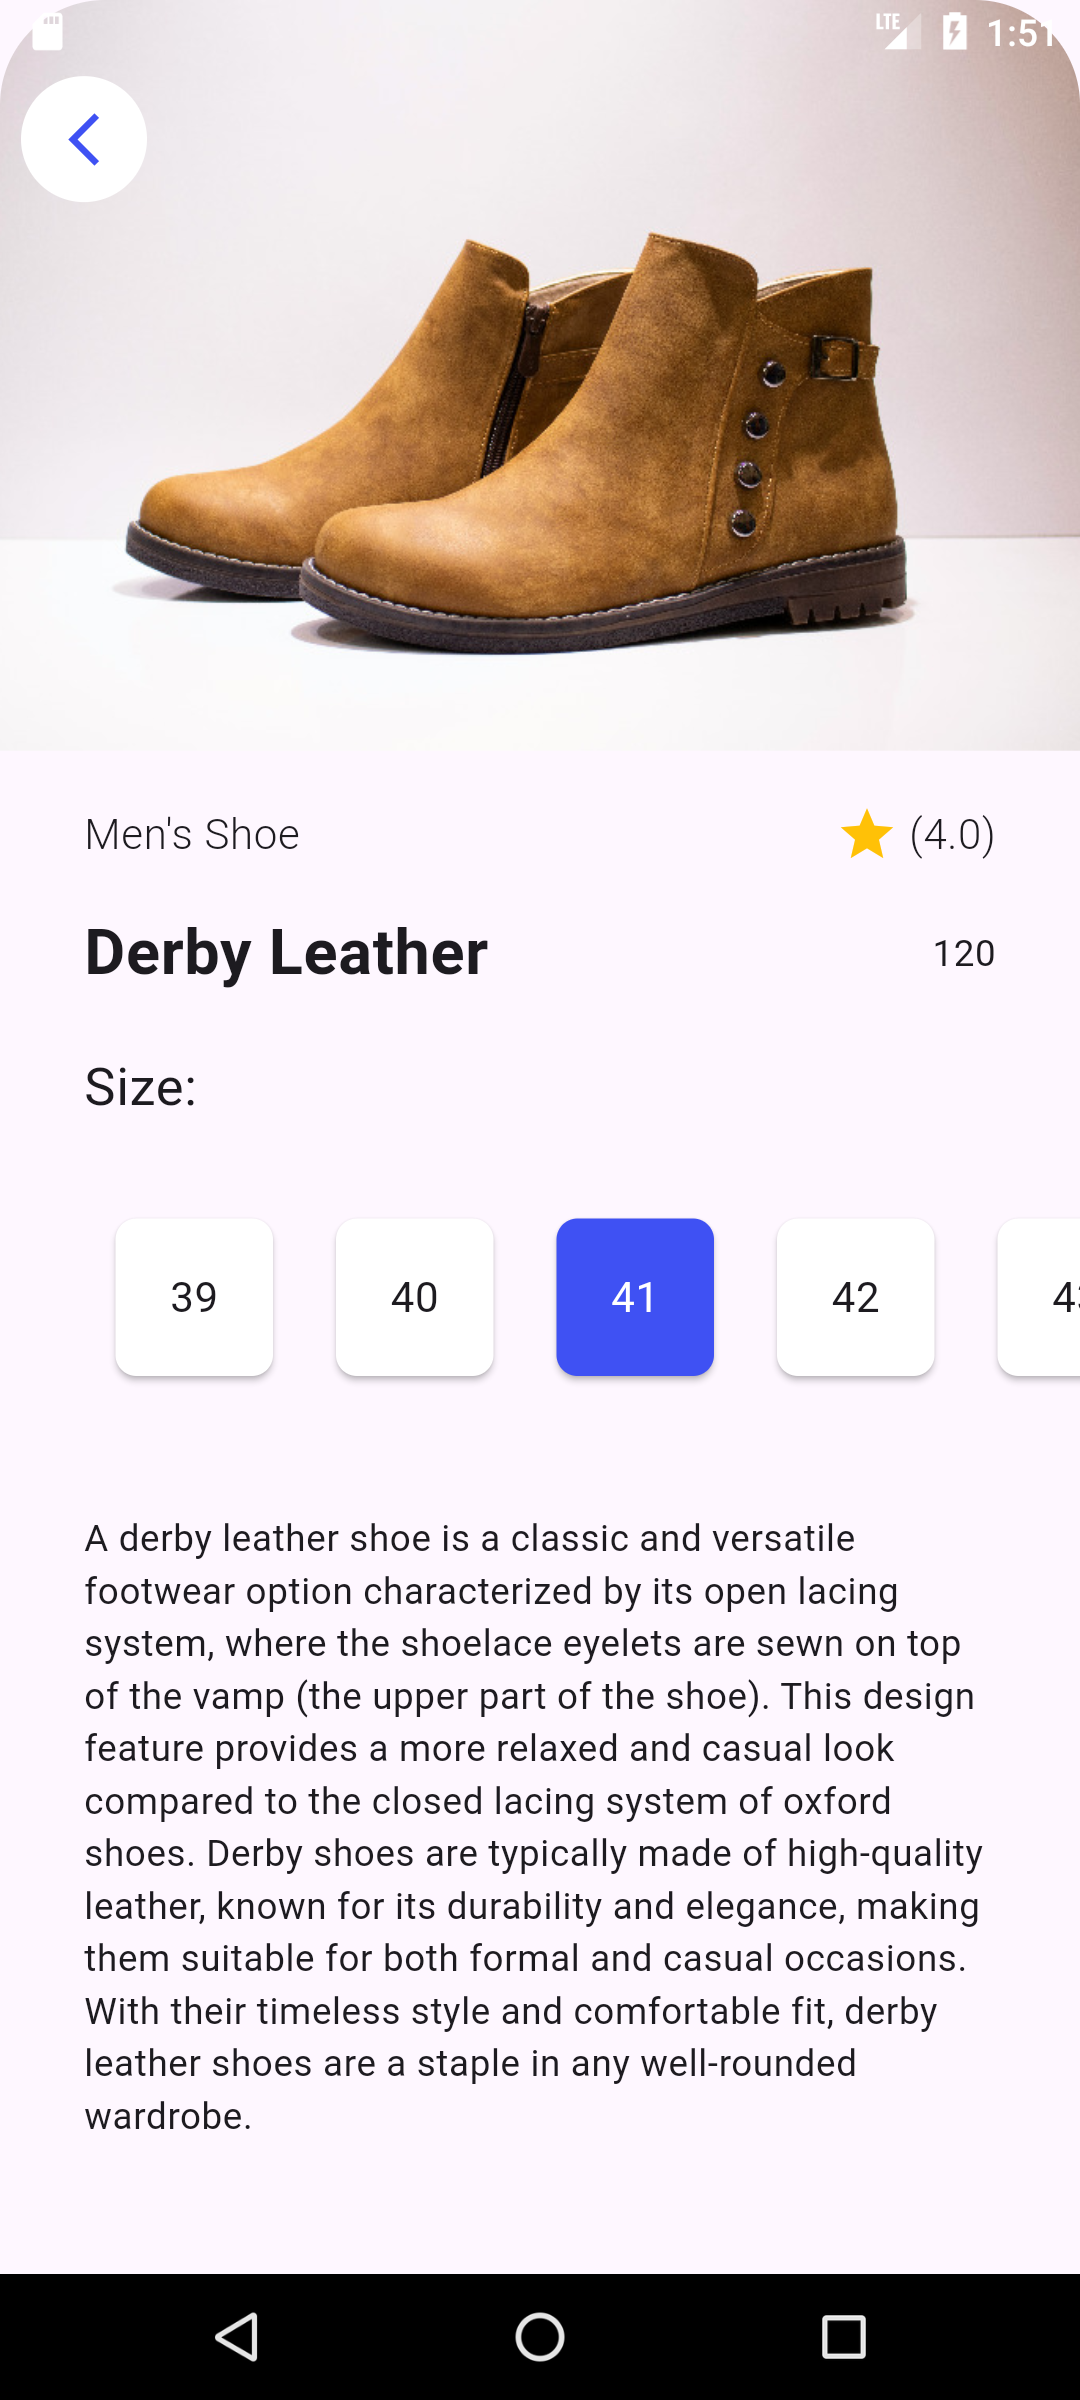 LTE 1:51
Men's Shoe (4.0)
Derby Leather 120
Size:
39 40 41 42
A derby leather shoe is a classic and versatile
footwear option characterized by its open lacing
system, where the shoelace eyelets are sewn on top
of the vamp (the upper part of the shoe). This design
feature provides a more relaxed and casual look
compared to the closed lacing system of oxford
shoes. Derby shoes are typically made of high-quality
leather, known for its durability and elegance, making
them suitable for both formal and casual occasions.
With their timeless style and comfortable fit, derby
leather shoes are a staple in any well-rounded
wardrobe.